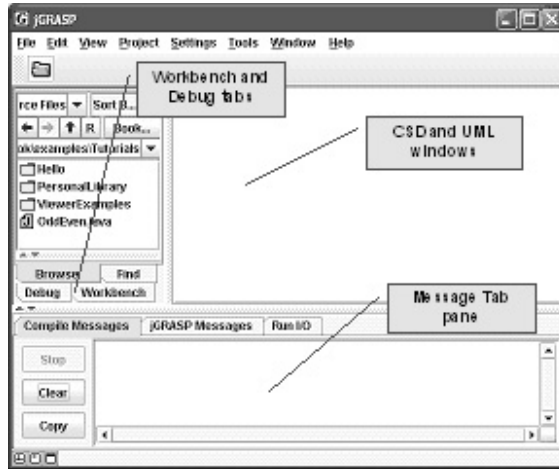 jGRASP
File Edit View Project Settings Tools Window Help
Workbench and
Debug tabs
rce Files Sort B...
R Book...
ok\examples\Tutorials
CSD and UML
windows
Hello
PersonalLibrary
ViewerExamples
OddEven.java
Browse Find
Debug Workbench
Message Tab
pane
Compile Messages jGRASP Messages Run I/O
Stop
Clear
Copy